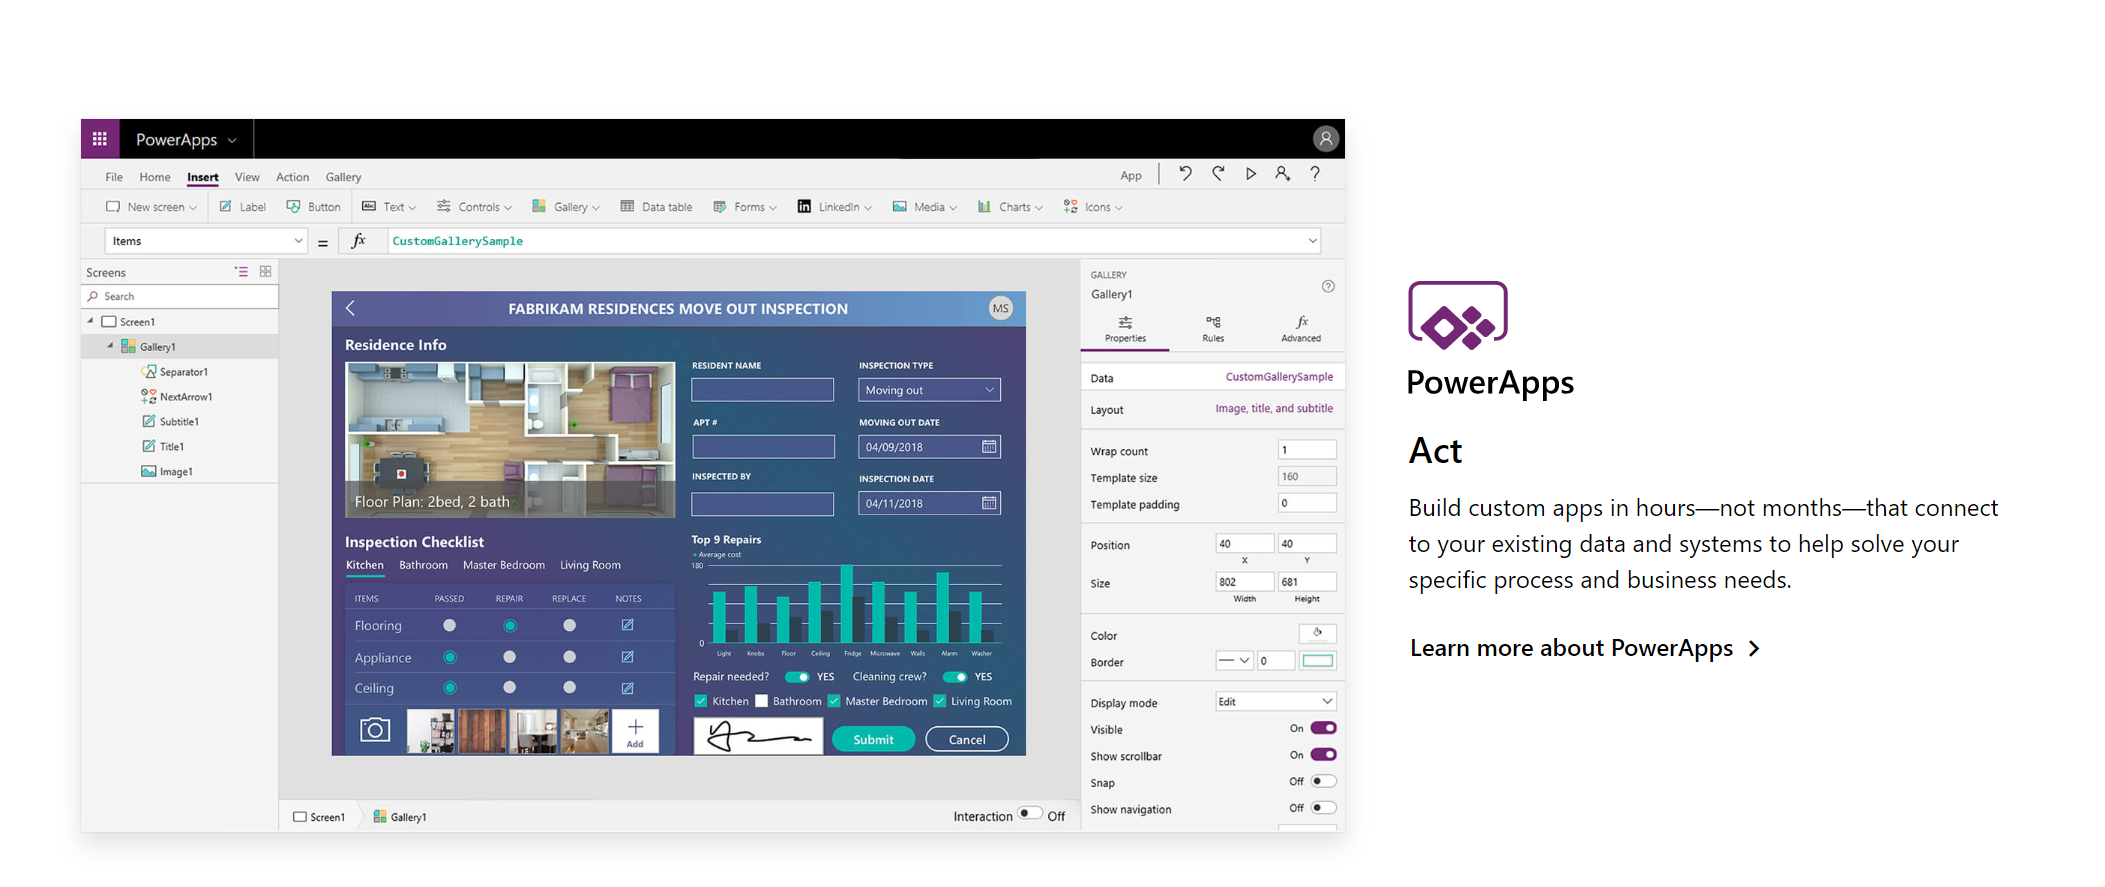 PowerApps
File Home Insert View Action Gallery App ?
New screen Label Button Text Controls Gallery Data table Forms LinkedIn Media Charts Icons
Items = fx CustomGallerySample
Screens
Search
Screen1
Gallery1
Separator1
NextArrow1
Subtitle1
Title1
Image1
FABRIKAM RESIDENCES MOVE OUT INSPECTION MS
Residence Info
Floor Plan: 2bed, 2 bath
RESIDENT NAME INSPECTION TYPE
Moving out
APT # MOVING OUT DATE
04/09/2018
INSPECTED BY INSPECTION DATE
04/11/2018
Inspection Checklist
Kitchen Bathroom Master Bedroom Living Room
ITEMS PASSED REPAIR REPLACE NOTES
Flooring
Appliance
Ceiling
Add
Top 9 Repairs
Average cost
180
0
Light Knobs Floor Ceiling Fridge Microwave Walls Alarm Washer
Repair needed? YES Cleaning crew? YES
Kitchen Bathroom Master Bedroom Living Room
Submit Cancel
Screen1 Gallery1 Interaction Off
GALLERY
Gallery1
Properties Rules Advanced
Data CustomGallerySample
Layout Image, title, and subtitle
Wrap count 1
Template size 160
Template padding 0
Position 40 40
X Y
Size 802 681
Width Height
Color
Border 0
Display mode Edit
Visible On
Show scrollbar On
Snap Off
Show navigation Off
PowerApps
Act
Build custom apps in hours—not months—that connect
to your existing data and systems to help solve your
specific process and business needs.
Learn more about PowerApps